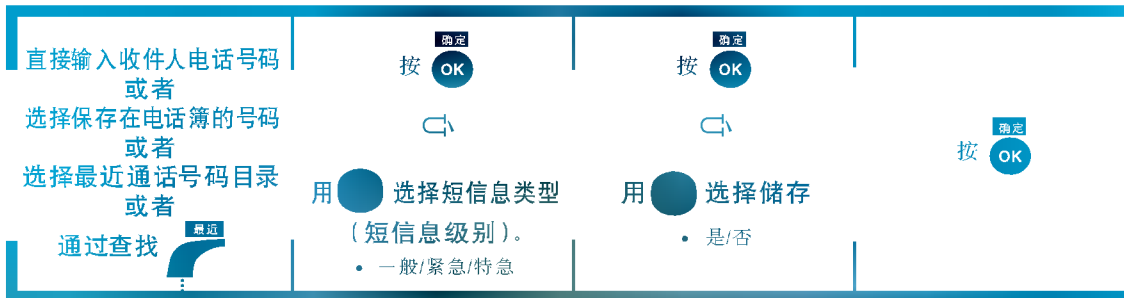 直接输入收件人电话号码
或者
选择保存在电话簿的号码
或者
选择最近通话号码目录
或者
通过查找 最近
确定
按 OK
用 选择短信息类型
（短信息级别）。
• 一般/紧急/特急
确定
按 OK
用 选择储存
• 是/否
确定
按 OK